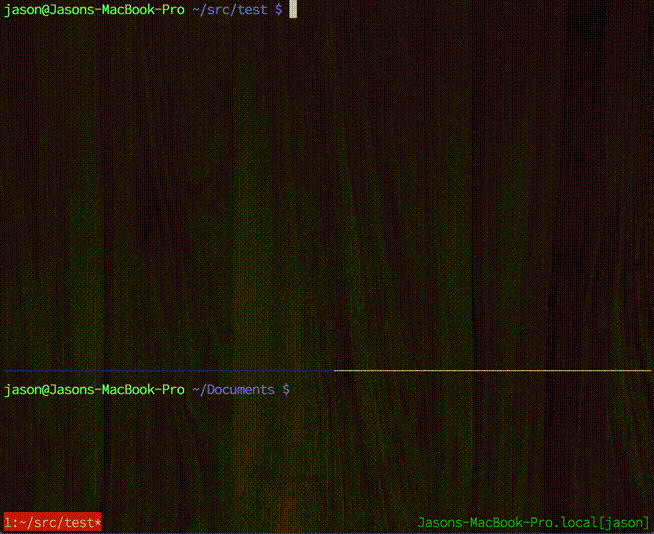 jason@Jasons-MacBook-Pro ~/src/test $
jason@Jasons-MacBook-Pro ~/Documents $
1:~/src/test* Jasons-MacBook-Pro.local[jason]